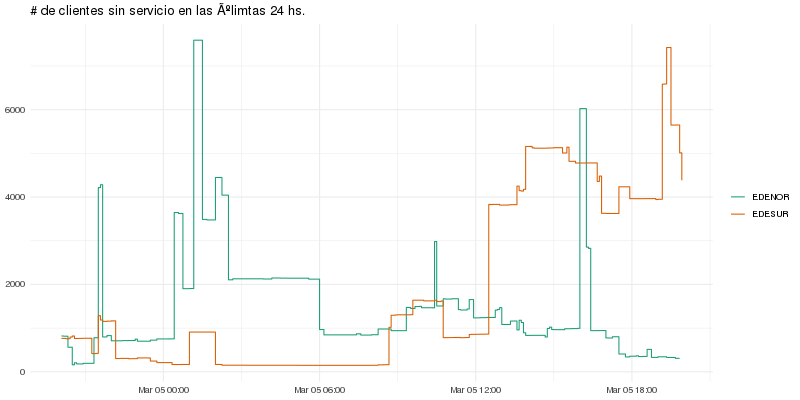 # de clientes sin servicio en las Ãºlimtas 24 hs.
6000
4000
2000
0
Mar 05 00:00
Mar 05 06:00
Mar 05 12:00
Mar 05 18:00
EDENOR
EDESUR